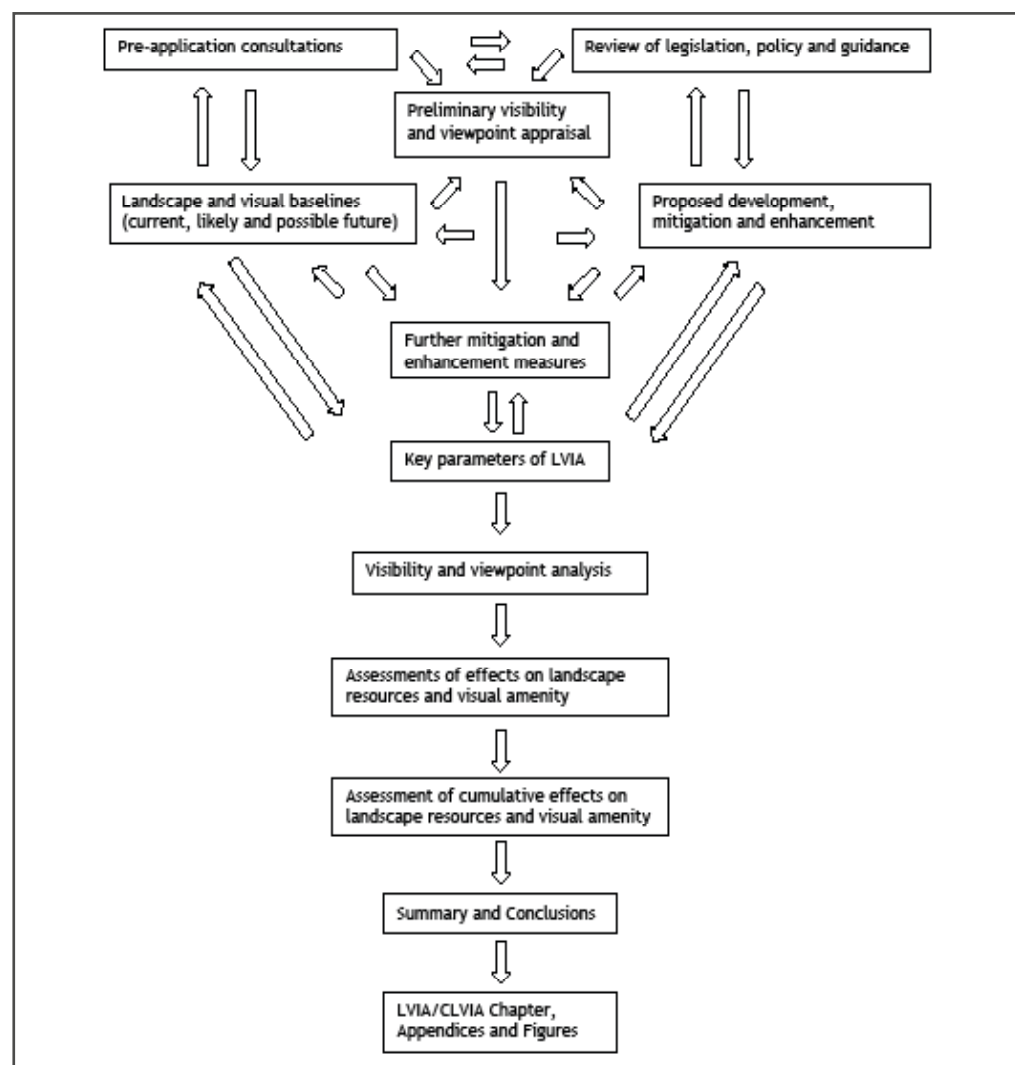 Pre-application consultations
Review of legislation, policy and guidance
Preliminary visibility
and viewpoint appraisal
Landscape and visual baselines
(current, likely and possible future)
Proposed development,
mitigation and enhancement
Further mitigation and
enhancement measures
Key parameters of LVIA
Visibility and viewpoint analysis
Assessments of effects on landscape
resources and visual amenity
Assessment of cumulative effects on
landscape resources and visual amenity
Summary and Conclusions
LVIA/CLVIA Chapter,
Appendices and Figures